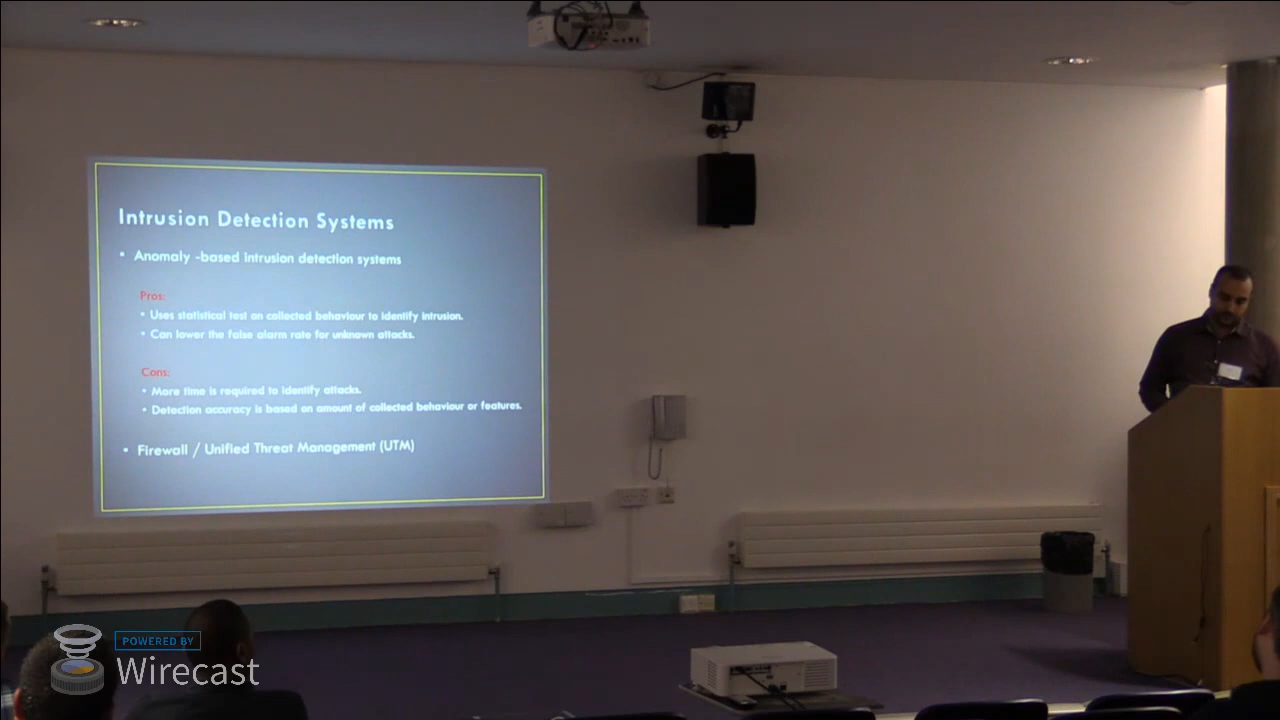 Intrusion Detection Systems
• Anomaly -based intrusion detection systems
Pros:
• Uses statistical test on collected behaviour to identify intrusion.
• Can lower the false alarm rate for unknown attacks.
Cons:
• More time is required to identify attacks.
• Detection accuracy is based on amount of collected behaviour or features.
• Firewall / Unified Threat Management (UTM)
POWERED BY
Wirecast